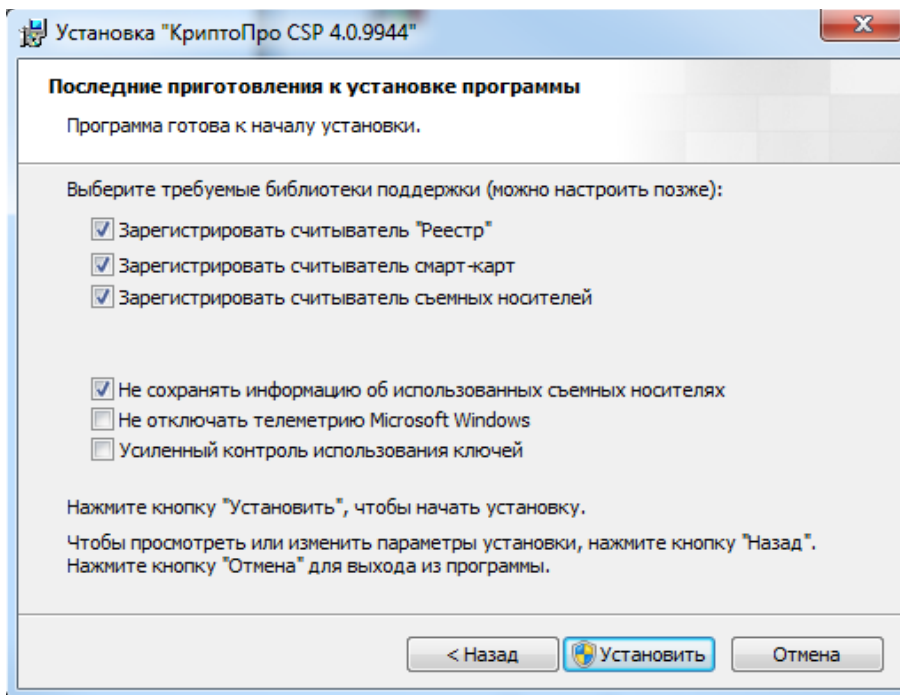 Установка "КриптоПро CSP 4.0.9944"
Последние приготовления к установке программы
Программа готова к началу установки.
Выберите требуемые библиотеки поддержки (можно настроить позже):
Зарегистрировать считыватель "Реестр"
Зарегистрировать считыватель смарт-карт
Зарегистрировать считыватель съемных носителей
Не сохранять информацию об использованных съемных носителях
Не отключать телеметрию Microsoft Windows
Усиленный контроль использования ключей
Нажмите кнопку "Установить", чтобы начать установку.
Чтобы просмотреть или изменить параметры установки, нажмите кнопку "Назад".
Нажмите кнопку "Отмена" для выхода из программы.
< Назад Установить Отмена